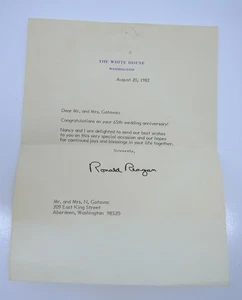 THE WHITE HOUSE
WASHINGTON
August 20, 1982
Dear Mr. and Mrs. Gatewon:
Congratulations on your 65th wedding anniversary!
Nancy and I are delighted to send our best wishes
to you on this very special occasion and our hopes
for continued joys and blessings in your life together.
Sincerely,
Ronald Reagan
Mr. and Mrs. N. Gatewon
209 East King Street
Aberdeen, Washington 98520